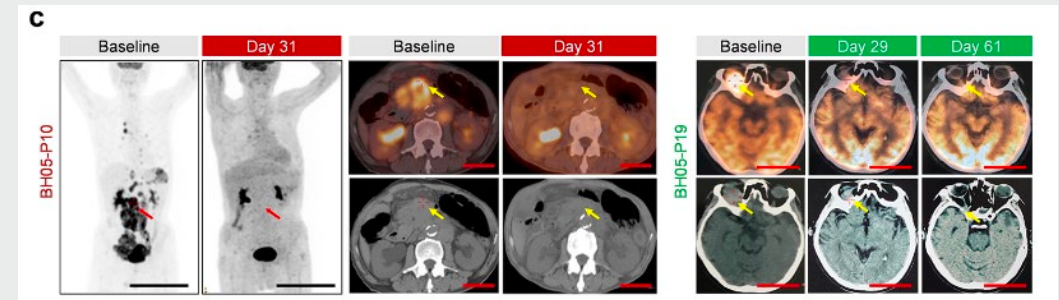 C
Baseline Day 31 Baseline Day 31 Baseline Day 29 Day 61
BH05-P10
BH05-P19